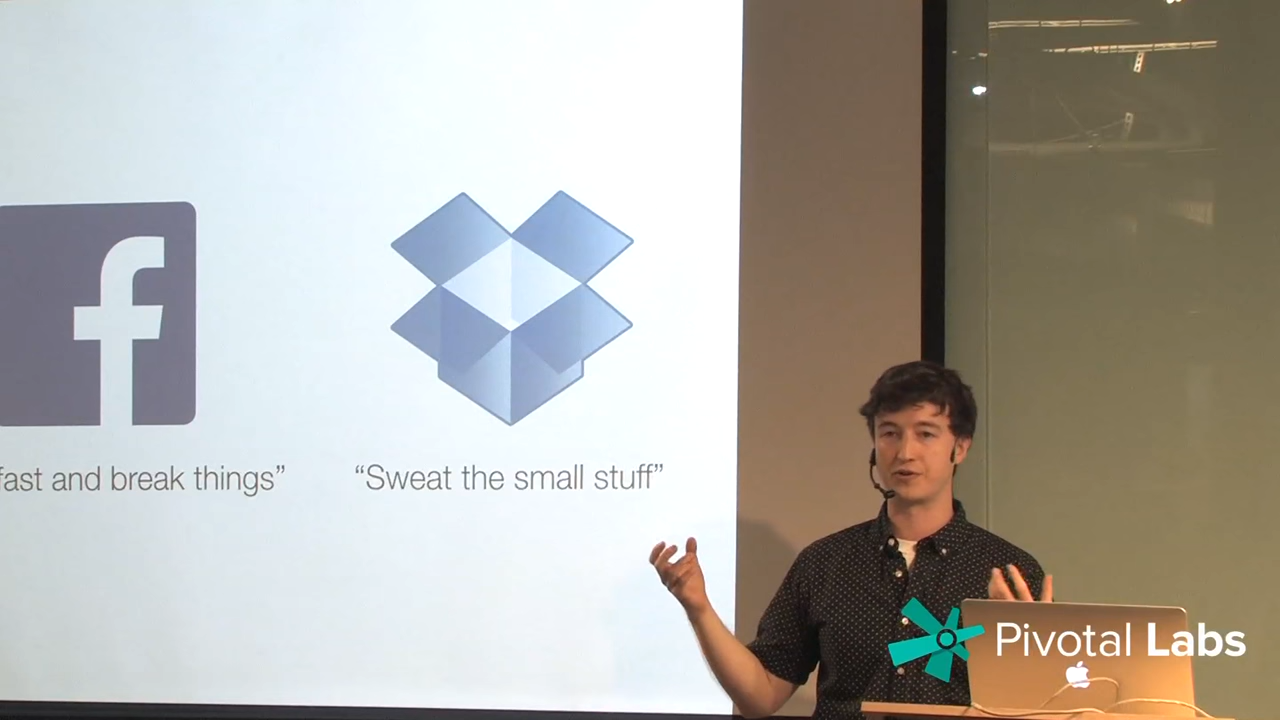 fast and break things”
“Sweat the small stuff”
Pivotal Labs